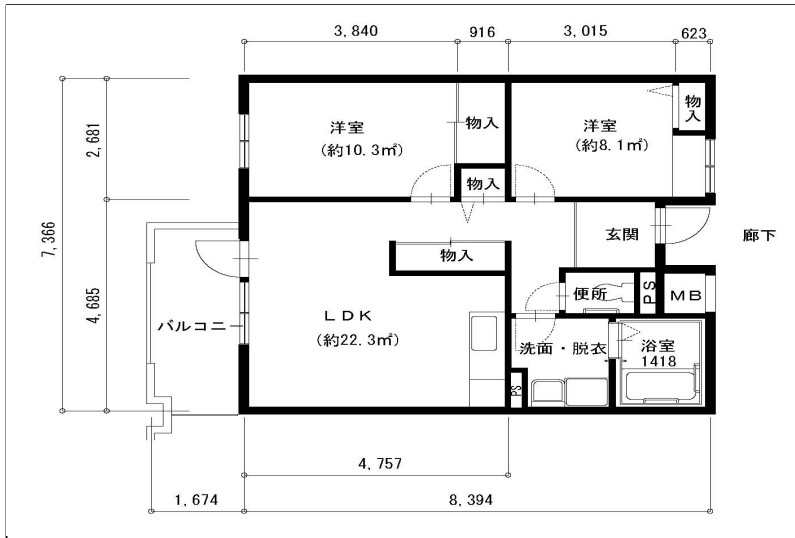 3,840
916
3,015
623
2,681
7,366
4,685
洋室
(約10.3㎡)
物入
物入
洋室
(約8.1㎡)
物入
玄関
廊下
物入
便所
PS
MB
LDK
(約22.3㎡)
バルコニー
洗面・脱衣
浴室
1418
PS
4,757
1,674
8,394